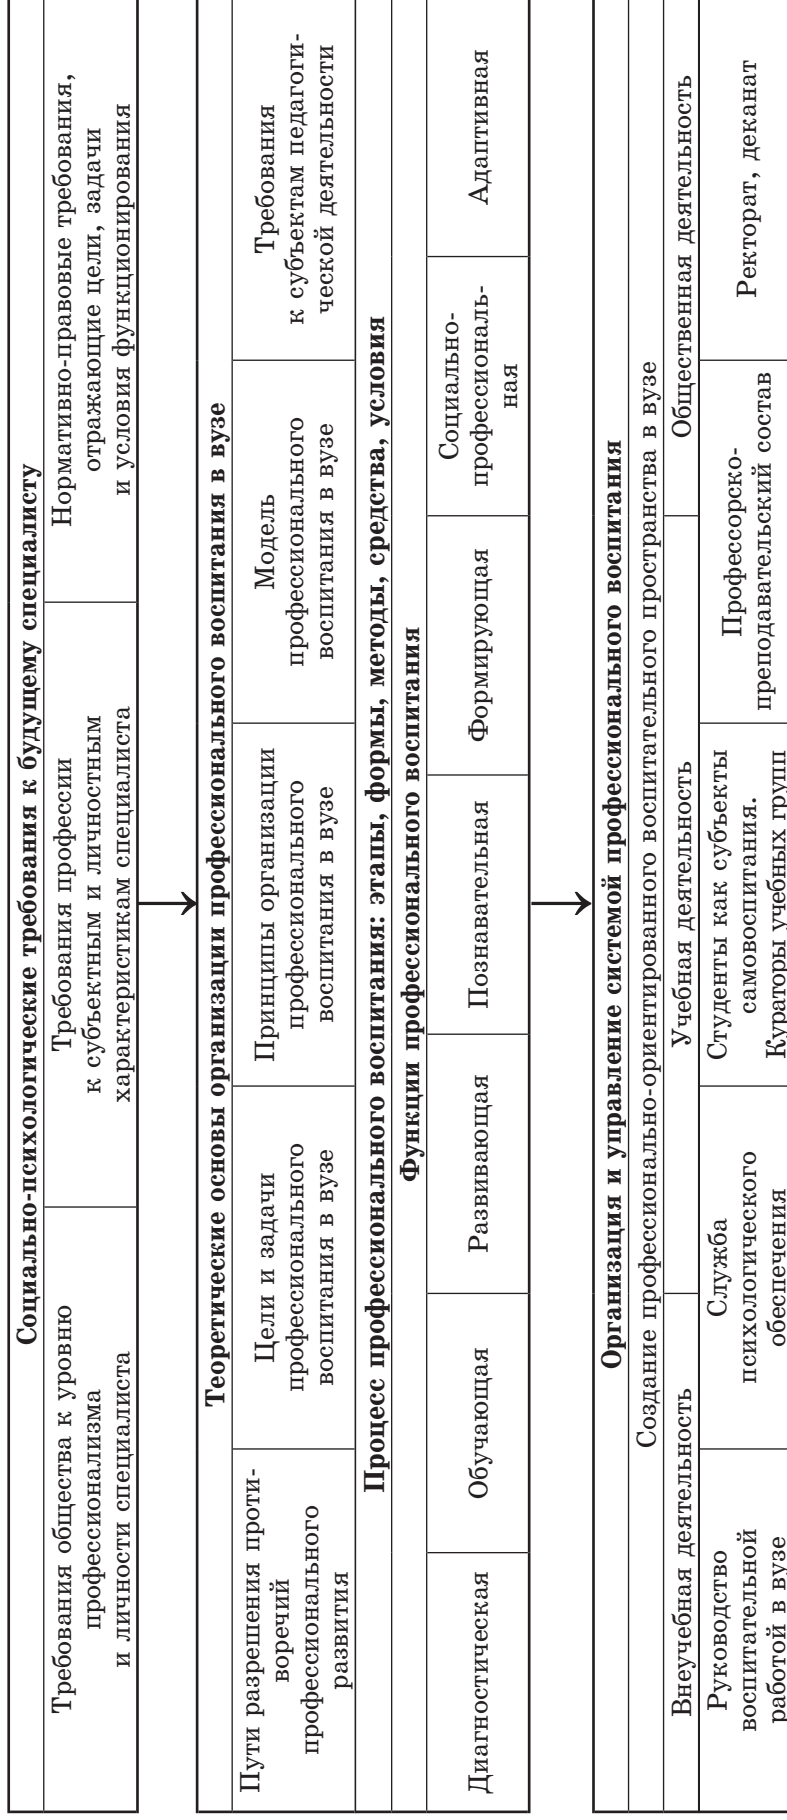 Социально-психологические требования к будущему специалисту
Требования общества к уровню
профессионализма
и личности специалиста
Требования профессии
к субъектным и личностным
характеристикам специалиста
Нормативно-правовые требования,
отражающие цели, задачи
и условия функционирования
Теоретические основы организации профессионального воспитания в вузе
Пути разрешения проти-
воречий
профессионального
развития
Цели и задачи
профессионального
воспитания в вузе
Принципы организации
профессионального
воспитания в вузе
Модель
профессионального
воспитания в вузе
Требования
к субъектам педагоги-
ческой деятельности
Процесс профессионального воспитания: этапы, формы, методы, средства, условия
Функции профессионального воспитания
Диагностическая
Обучающая
Развивающая
Познавательная
Формирующая
Социально-
профессиональ-
ная
Адаптивная
Организация и управление системой профессионального воспитания
Создание профессионально-ориентированного воспитательного пространства в вузе
Внеучебная деятельность
Учебная деятельность
Общественная деятельность
Руководство
воспитательной
работой в вузе
Служба
психологического
обеспечения
Студенты как субъекты
самовоспитания.
Кураторы учебных групп
Профессорско-
преподавательский состав
Ректорат, деканат